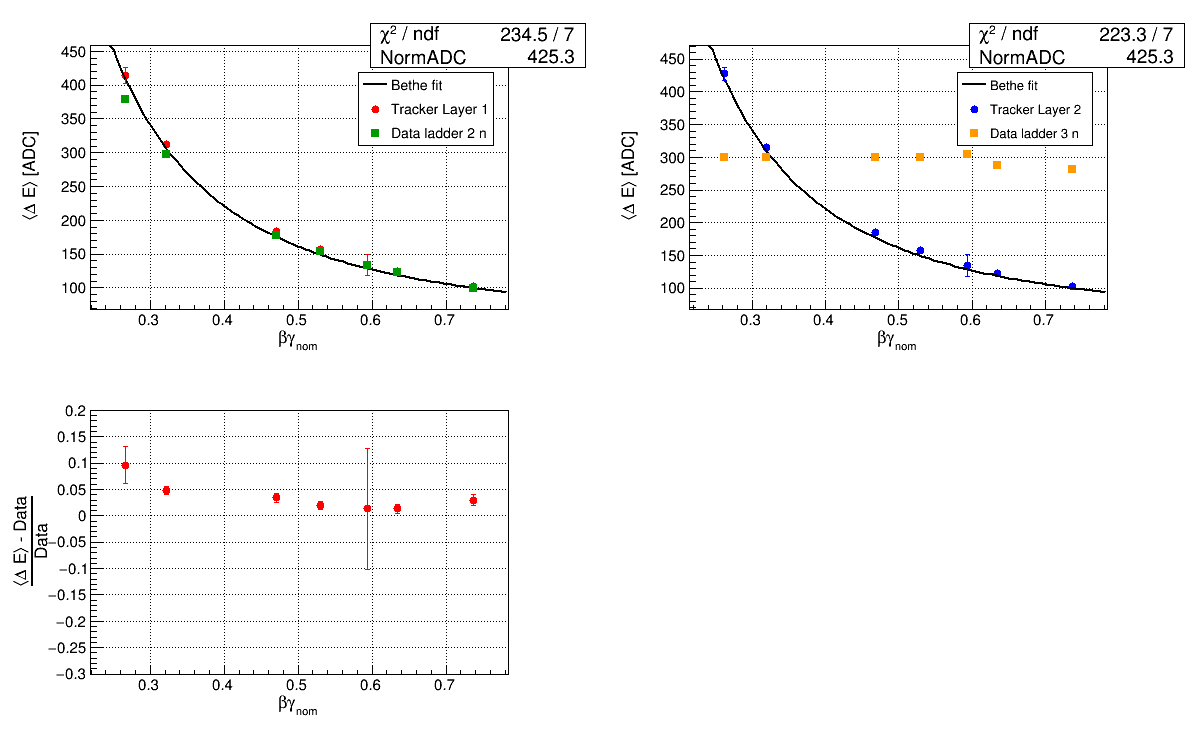 χ² / ndf 234.5 / 7
NormADC 425.3
Bethe fit
Tracker Layer 1
Data ladder 2 n
450
400
350
300
250
200
150
100
⟨Δ E⟩ [ADC]
0.3 0.4 0.5 0.6 0.7
βγnom
χ² / ndf 223.3 / 7
NormADC 425.3
Bethe fit
Tracker Layer 2
Data ladder 3 n
450
400
350
300
250
200
150
100
⟨Δ E⟩ [ADC]
0.3 0.4 0.5 0.6 0.7
βγnom
0.2
0.15
0.1
0.05
0
−0.05
−0.1
−0.15
−0.2
−0.25
−0.3
⟨Δ E⟩ - Data
Data
0.3 0.4 0.5 0.6 0.7
βγnom